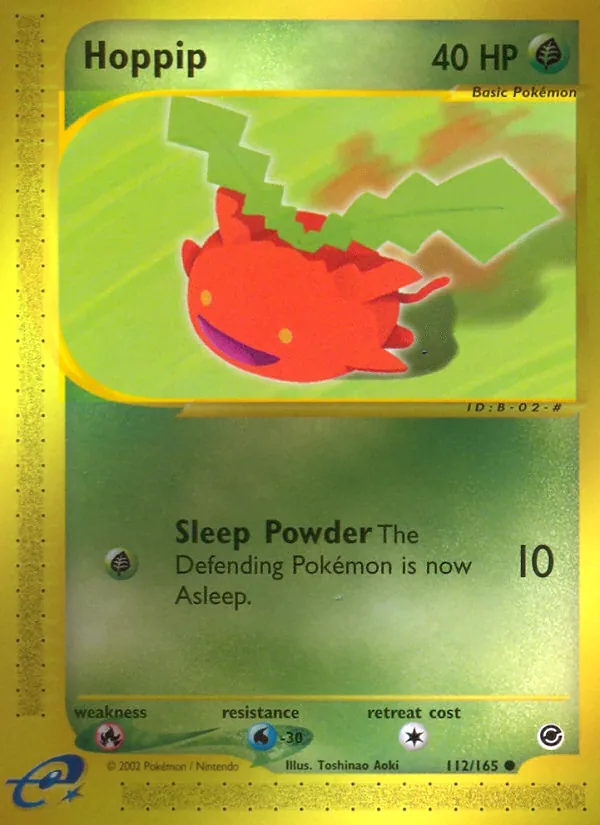 Hoppip 40 HP
Basic Pokémon
ID:B-02-#
Sleep Powder The
Defending Pokémon is now
Asleep.
10
weakness resistance retreat cost
-30
© 2002 Pokémon / Nintendo Illus. Toshinao Aoki 112/165
e